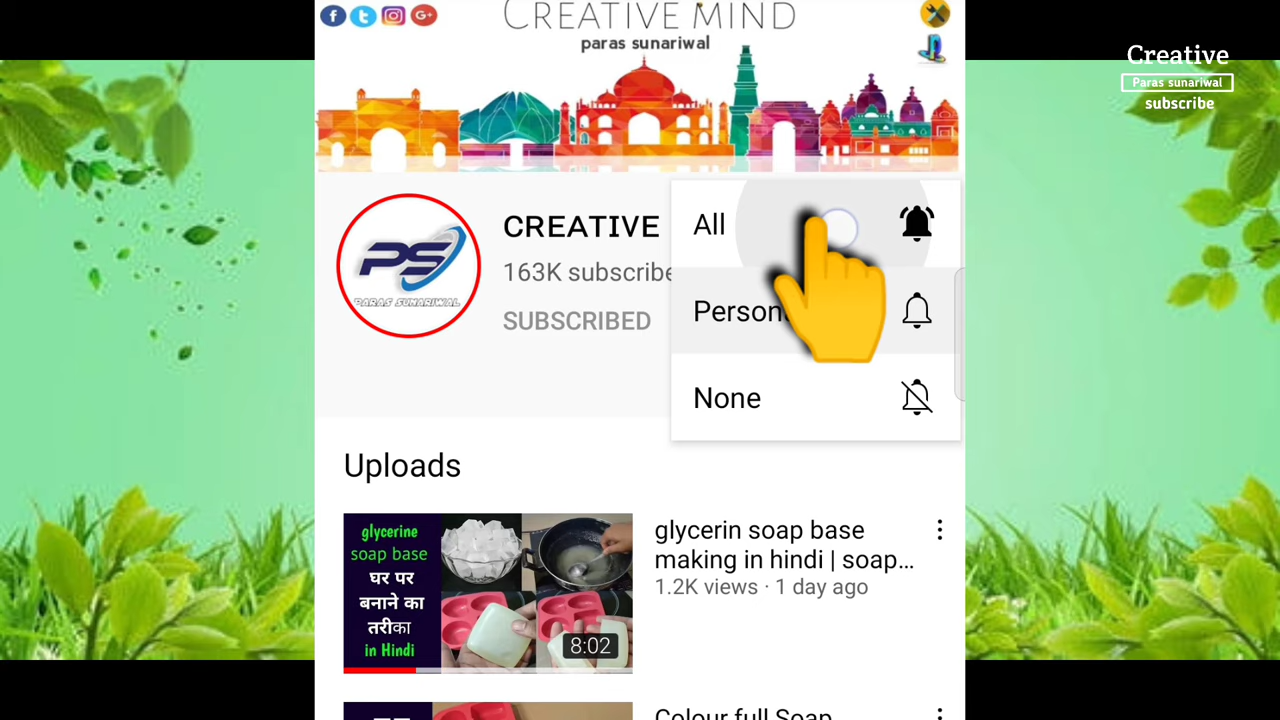 CREATIVE MIND
paras sunariwal
Creative
Paras sunariwal
subscribe
PS
PARAS SUNARIWAL
CREATIVE
163K subscribe
SUBSCRIBED
All
Person
None
Uploads
glycerine
soap base
घर पर
बनाने का
तरीका
in Hindi
8:02
glycerin soap base
making in hindi | soap...
1.2K views · 1 day ago
Colour full Soap